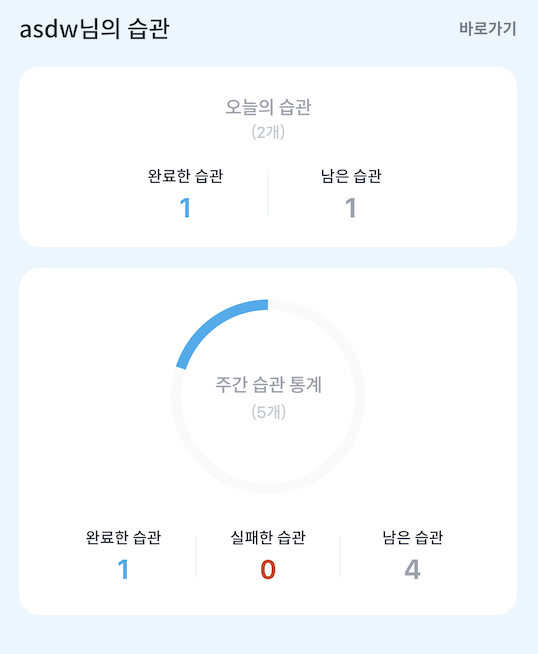 asdw님의 습관
바로가기
오늘의 습관
(2개)
완료한 습관
1
남은 습관
1
주간 습관 통계
(5개)
완료한 습관
1
실패한 습관
0
남은 습관
4